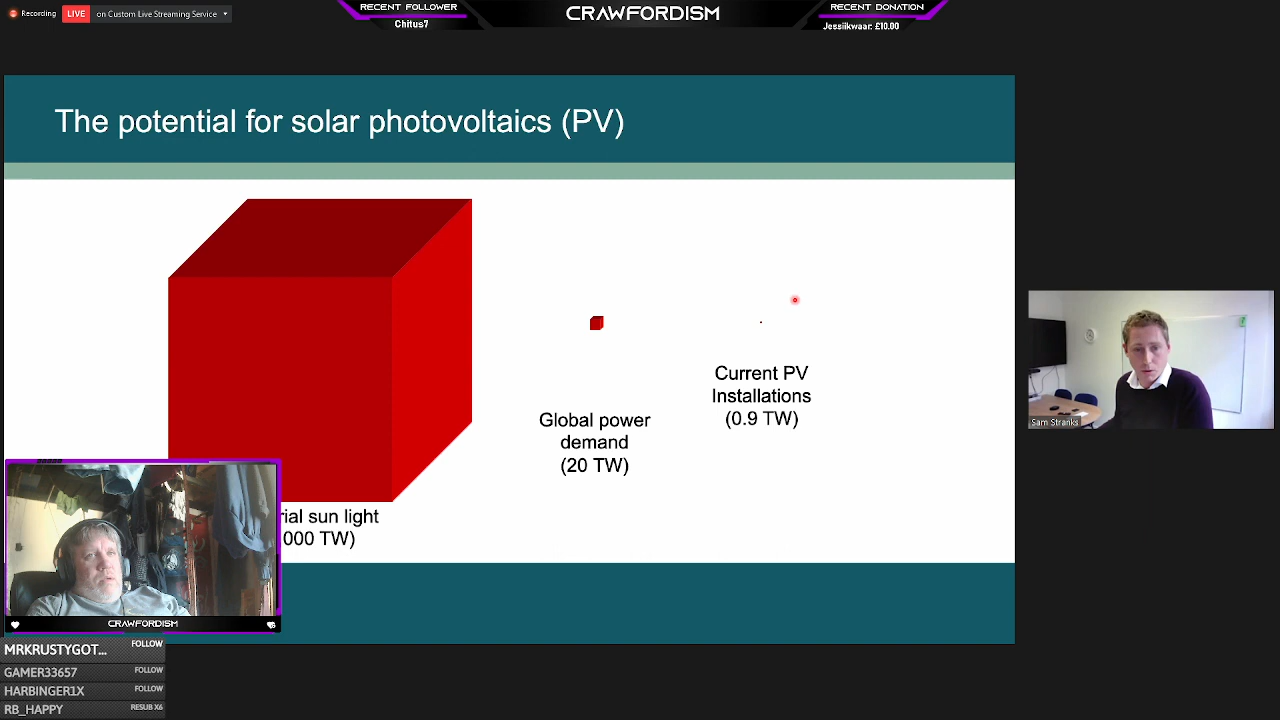 Recording
LIVE
on Custom Live Streaming Service
RECENT FOLLOWER
Chitus7
CRAWFORDISM
RECENT DONATION
Jessiikwaar: £10.00
The potential for solar photovoltaics (PV)
Current PV
Installations
(0.9 TW)
Global power
demand
(20 TW)
rial sun light
000 TW)
Sam Stranks
CRAWFORDISM
MRKRUSTYGOT... FOLLOW
GAMER33657 FOLLOW
HARBINGER1X FOLLOW
RB_HAPPY RESUB X6